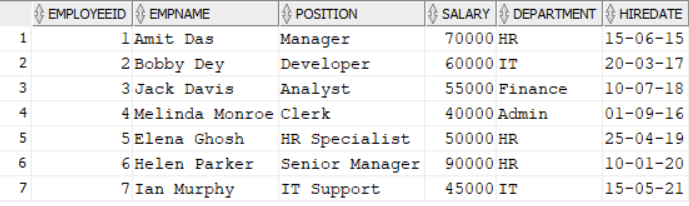 EMPLOYEEID EMPNAME POSITION SALARY DEPARTMENT HIREDATE
1 1 Amit Das Manager 70000 HR 15-06-15
2 2 Bobby Dey Developer 60000 IT 20-03-17
3 3 Jack Davis Analyst 55000 Finance 10-07-18
4 4 Melinda Monroe Clerk 40000 Admin 01-09-16
5 5 Elena Ghosh HR Specialist 50000 HR 25-04-19
6 6 Helen Parker Senior Manager 90000 HR 10-01-20
7 7 Ian Murphy IT Support 45000 IT 15-05-21